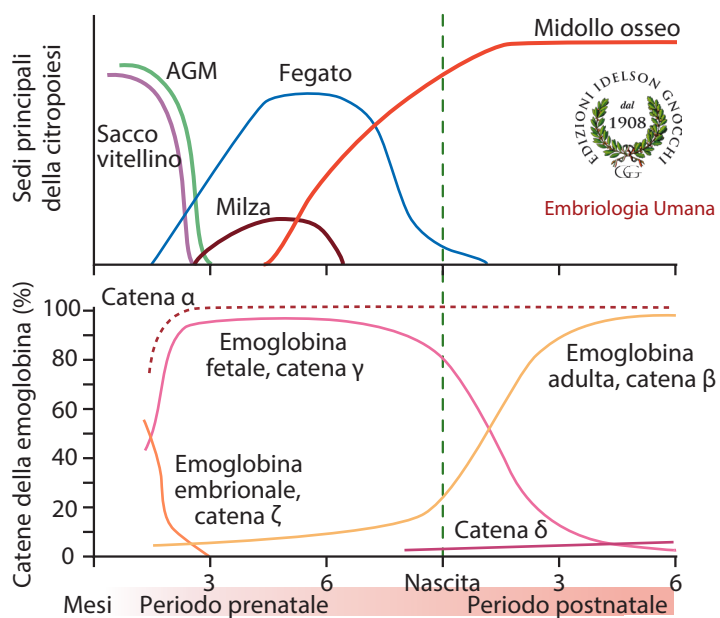 Sedi principali
della citropoiesi
AGM
Fegato
Midollo osseo
Sacco
vitellino
Milza
EDIZIONI IDELSON GNOCCHI
dal
1908
Embriologia Umana
Catene della emoglobina (%)
100
80
60
40
20
0
Catena α
Emoglobina
fetale, catena γ
Emoglobina
adulta, catena β
Emoglobina
embrionale,
catena ζ
Catena δ
3
6
Nascita
3
6
Mesi
Periodo prenatale
Periodo postnatale